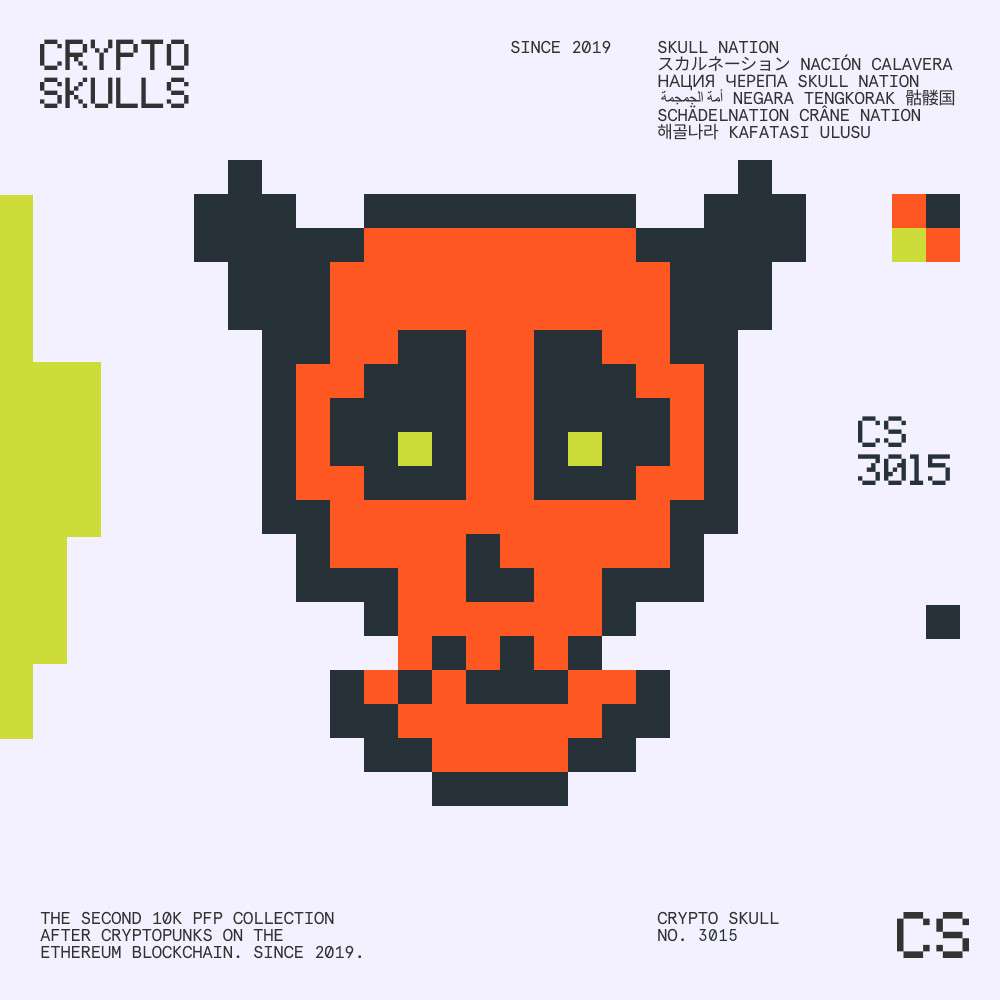 CRYPTO
SKULLS
SINCE 2019
SKULL NATION
スカルネーション NACIÓN CALAVERA
НАЦИЯ ЧЕРЕПА SKULL NATION
أمة الجمجمة NEGARA TENGKORAK 骷髅国
SCHÄDELNATION CRÂNE NATION
해골나라 KAFATASI ULUSU
CS
3015
THE SECOND 10K PFP COLLECTION
AFTER CRYPTOPUNKS ON THE
ETHEREUM BLOCKCHAIN. SINCE 2019.
CRYPTO SKULL
NO. 3015
CS